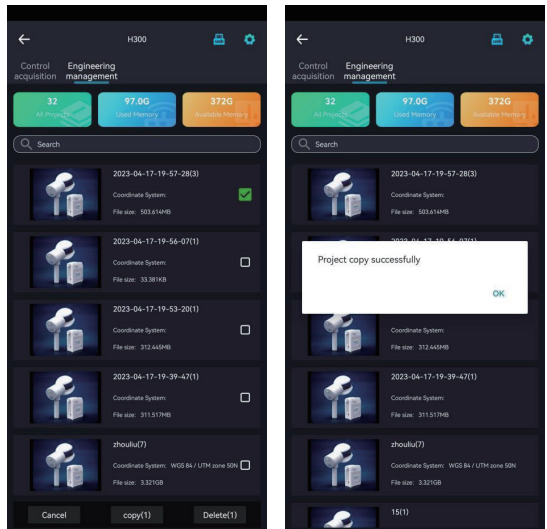 H300
Control acquisition
Engineering management
32
All Projects
97.0G
Used Memory
372G
Available Memory
Search
2023-04-17-19-57-28(3)
Coordinate System:
File size: 503.614MB
2023-04-17-19-56-07(1)
Coordinate System:
File size: 33.381KB
2023-04-17-19-53-20(1)
Coordinate System:
File size: 312.445MB
2023-04-17-19-39-47(1)
Coordinate System:
File size: 311.517MB
zhouliu(7)
Coordinate System: WGS 84 / UTM zone 50N
File size: 3.321GB
Cancel
copy(1)
Delete(1)
H300
Control acquisition
Engineering management
32
All Projects
97.0G
Used Memory
372G
Available Memory
Search
2023-04-17-19-57-28(3)
Coordinate System:
File size: 503.614MB
2023-04-17-19-56-07(1)
Project copy successfully
OK
Coordinate System:
File size: 312.445MB
2023-04-17-19-39-47(1)
Coordinate System:
File size: 311.517MB
zhouliu(7)
Coordinate System: WGS 84 / UTM zone 50N
File size: 3.321GB
15(1)